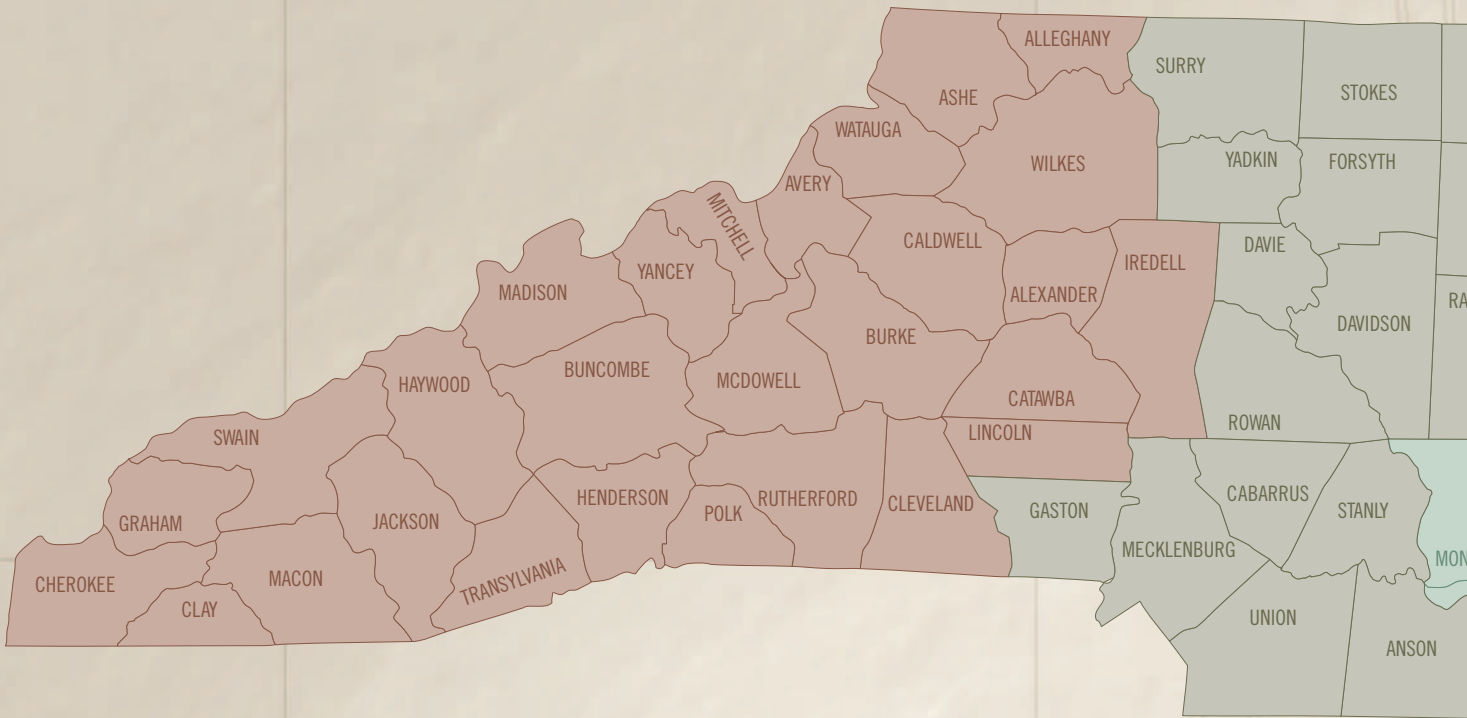 ALLEGHANY
SURRY
STOKES
ASHE
WATAUGA
WILKES
YADKIN
FORSYTH
AVERY
MITCHELL
CALDWELL
DAVIE
IREDELL
YANCEY
MADISON
ALEXANDER
RA
DAVIDSON
BURKE
BUNCOMBE
MCDOWELL
HAYWOOD
CATAWBA
ROWAN
LINCOLN
SWAIN
CABARRUS
HENDERSON
RUTHERFORD
CLEVELAND
POLK
GASTON
STANLY
GRAHAM
JACKSON
MECKLENBURG
MON
MACON
TRANSYLVANIA
CHEROKEE
CLAY
UNION
ANSON